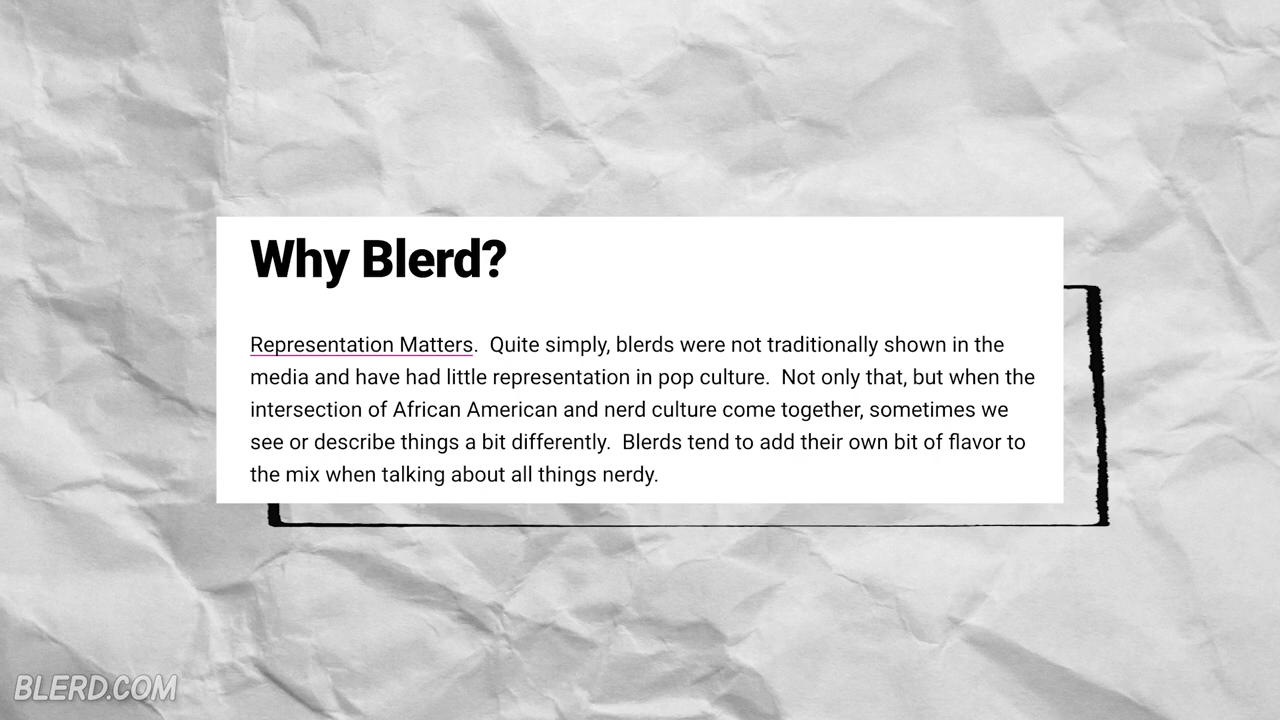 Why Blerd?
Representation Matters.  Quite simply, blerds were not traditionally shown in the
media and have had little representation in pop culture.  Not only that, but when the
intersection of African American and nerd culture come together, sometimes we
see or describe things a bit differently.  Blerds tend to add their own bit of flavor to
the mix when talking about all things nerdy.
BLERD.COM